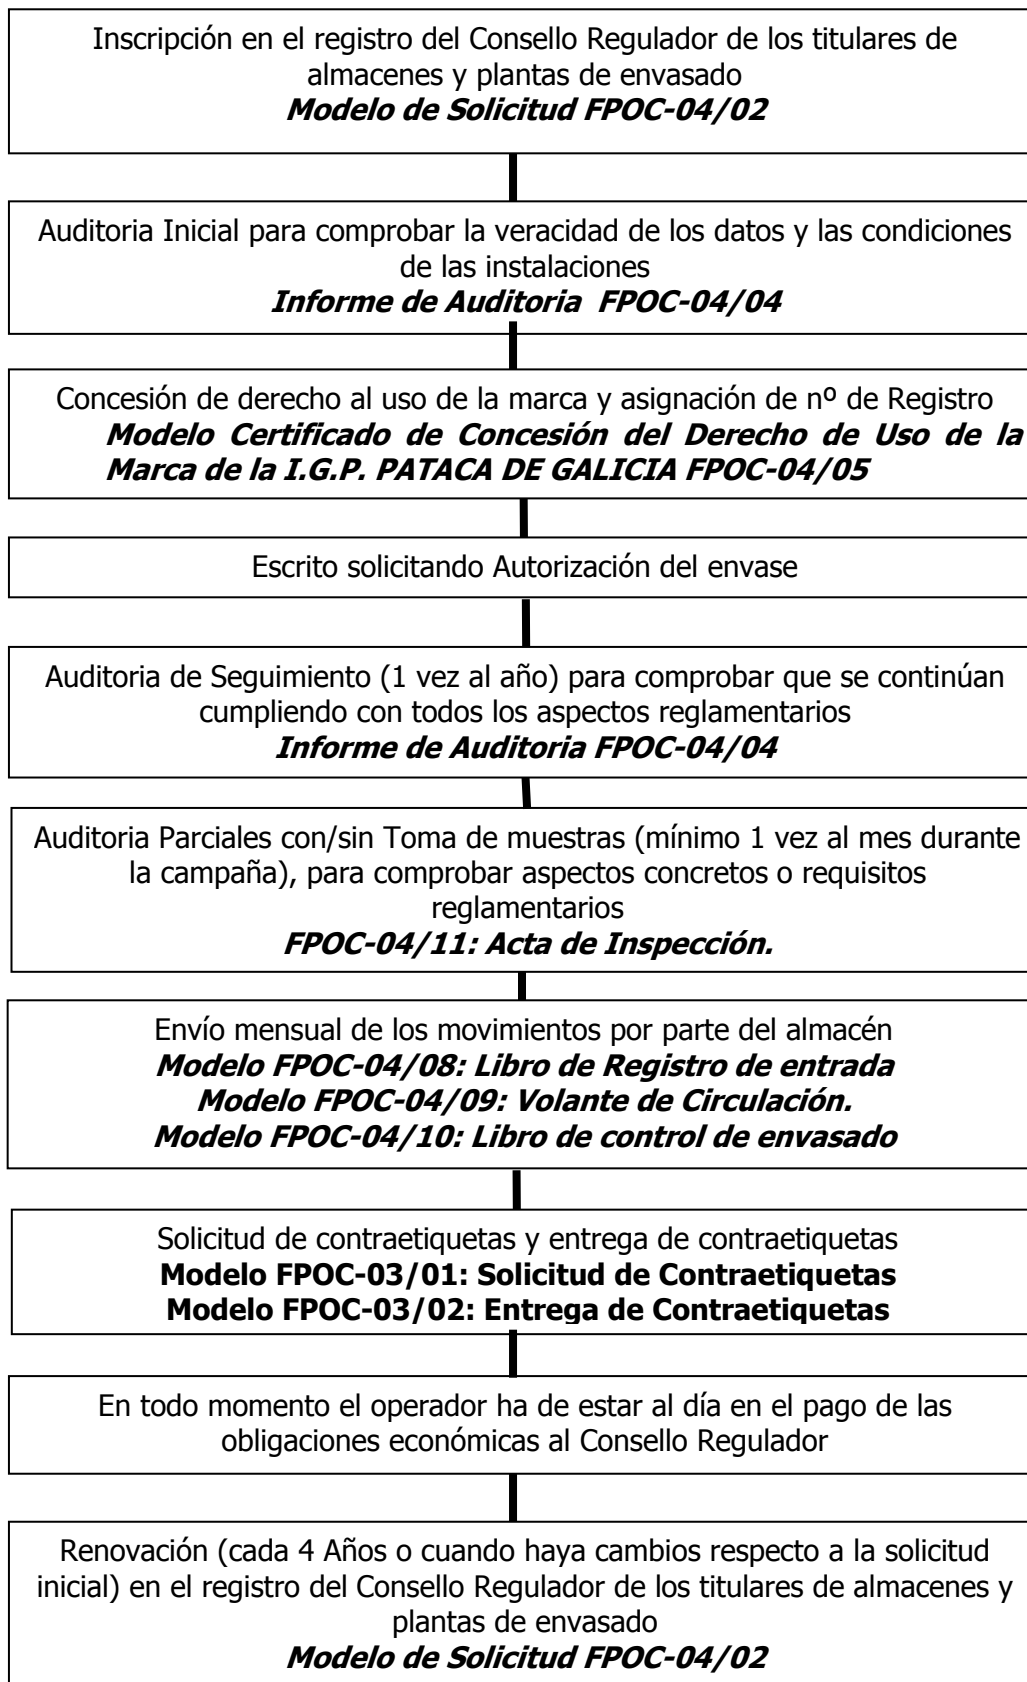 Inscripción en el registro del Consello Regulador de los titulares de
almacenes y plantas de envasado
Modelo de Solicitud FPOC-04/02
Auditoria Inicial para comprobar la veracidad de los datos y las condiciones
de las instalaciones
Informe de Auditoria FPOC-04/04
Concesión de derecho al uso de la marca y asignación de nº de Registro
Modelo Certificado de Concesión del Derecho de Uso de la
Marca de la I.G.P. PATACA DE GALICIA FPOC-04/05
Escrito solicitando Autorización del envase
Auditoria de Seguimiento (1 vez al año) para comprobar que se continúan
cumpliendo con todos los aspectos reglamentarios
Informe de Auditoria FPOC-04/04
Auditoria Parciales con/sin Toma de muestras (mínimo 1 vez al mes durante
la campaña), para comprobar aspectos concretos o requisitos
reglamentarios
FPOC-04/11: Acta de Inspección.
Envío mensual de los movimientos por parte del almacén
Modelo FPOC-04/08: Libro de Registro de entrada
Modelo FPOC-04/09: Volante de Circulación.
Modelo FPOC-04/10: Libro de control de envasado
Solicitud de contraetiquetas y entrega de contraetiquetas
Modelo FPOC-03/01: Solicitud de Contraetiquetas
Modelo FPOC-03/02: Entrega de Contraetiquetas
En todo momento el operador ha de estar al día en el pago de las
obligaciones económicas al Consello Regulador
Renovación (cada 4 Años o cuando haya cambios respecto a la solicitud
inicial) en el registro del Consello Regulador de los titulares de almacenes y
plantas de envasado
Modelo de Solicitud FPOC-04/02